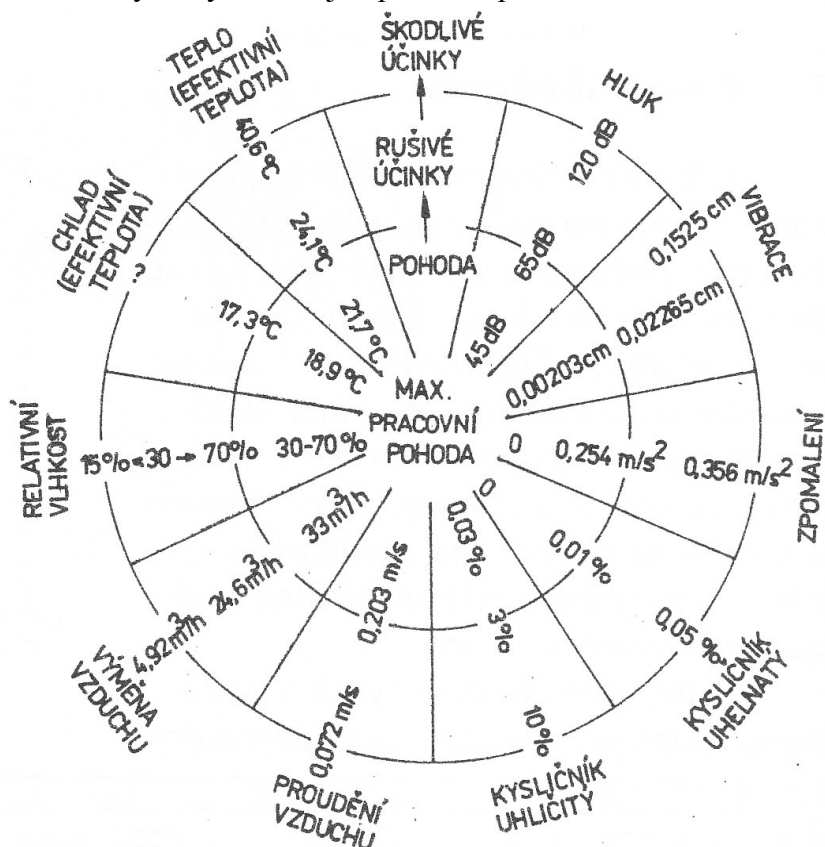 ŠKODLIVÉ
ÚČINKY
RUŠIVÉ
ÚČINKY
POHODA
HLUK
120 dB
65 dB
45 dB
VIBRACE
0,1525 cm
0,02265 cm
0,00203 cm
ZPOMALENÍ
0,356 m/s²
0,254 m/s²
0
KYSLIČNÍK
UHELNATÝ
0,05 %
0,01 %
0
KYSLIČNÍK
UHLIČITÝ
10%
3%
0,03 %
PROUDĚNÍ
VZDUCHU
0,072 m/s
0,203 m/s
VÝMĚNA
VZDUCHU
4,92 m³/h
24,6 m³/h
33 m³/h
RELATIVNÍ
VLHKOST
15% < 30 → 70%
30-70 %
CHLAD
(EFEKTIVNÍ
TEPLOTA)
?
17,3 °C
18,9 °C
TEPLO
(EFEKTIVNÍ
TEPLOTA)
40,6 °C
24,1 °C
21,7 °C
MAX.
PRACOVNÍ
POHODA